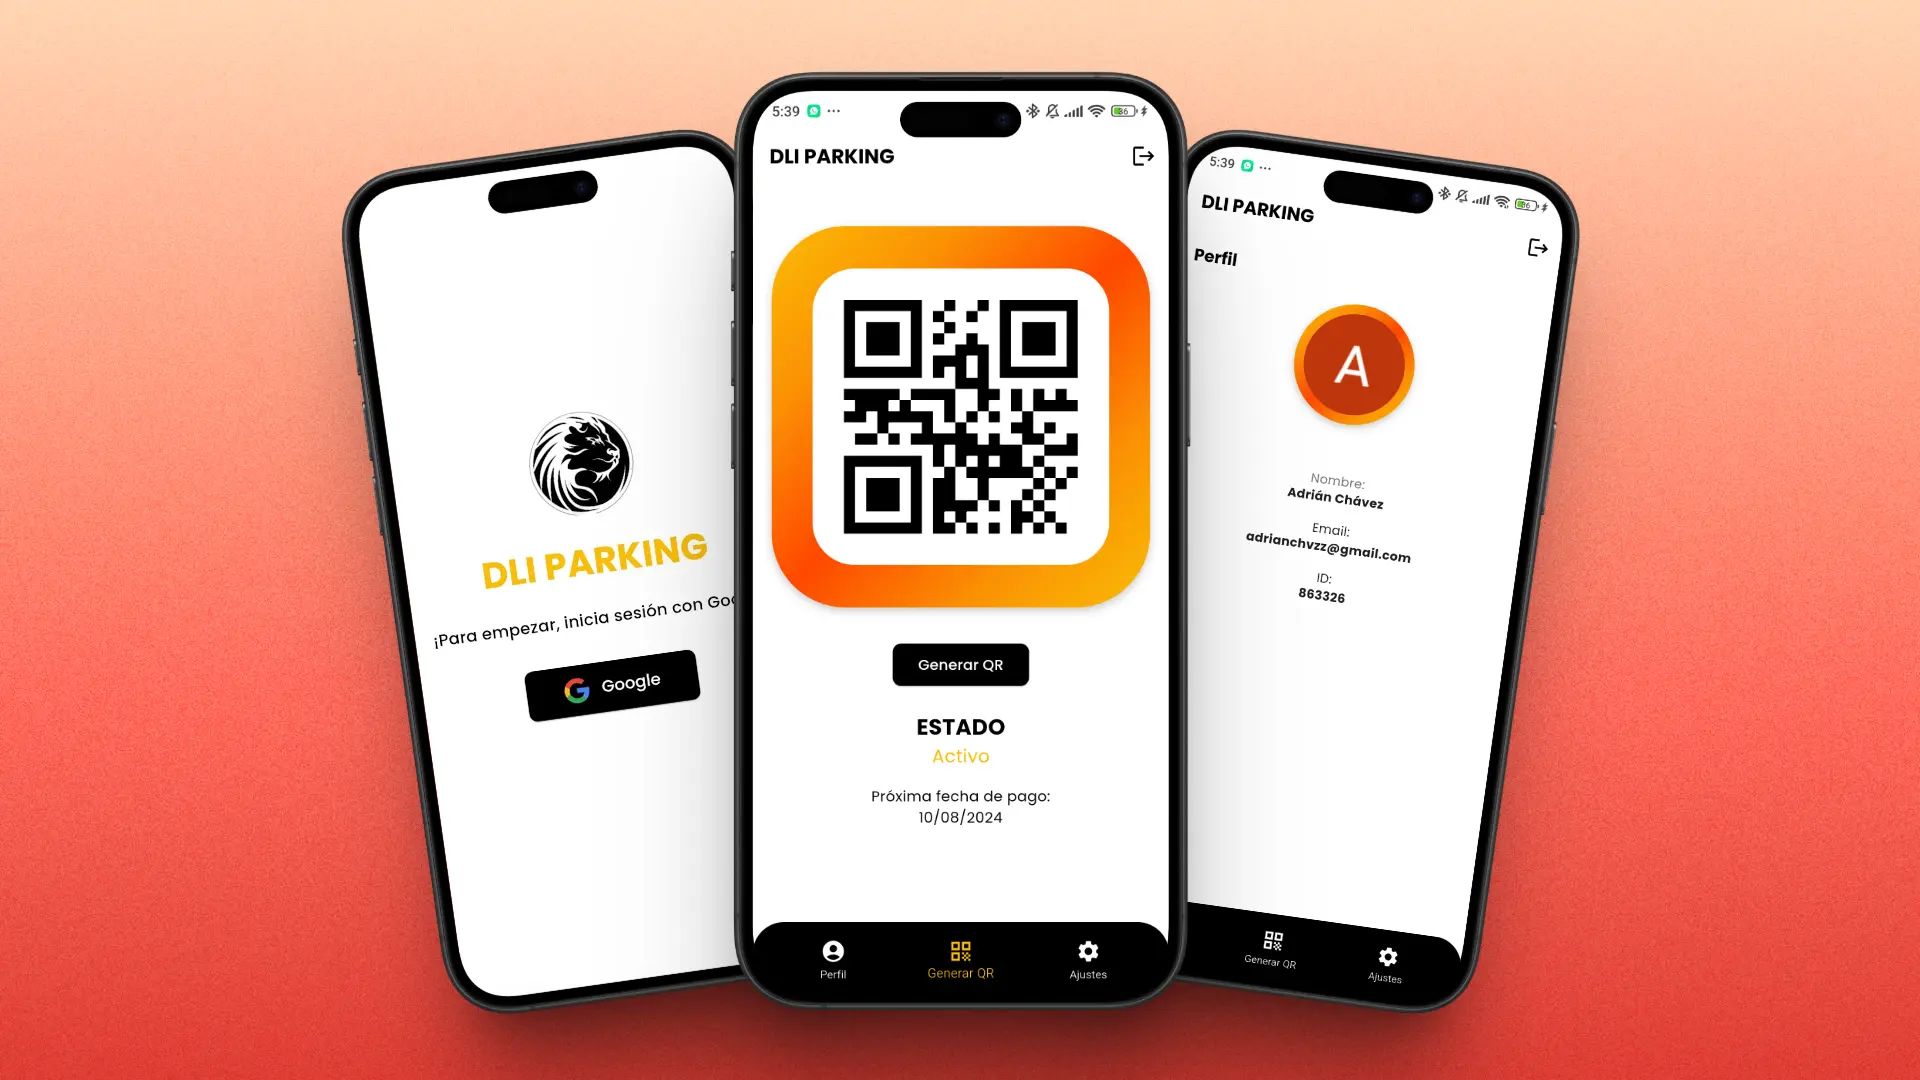 DLI PARKING
¡Para empezar, inicia sesión con
Google
5:39
86
DLI PARKING
Generar QR
ESTADO
Activo
Próxima fecha de pago:
10/08/2024
Perfil
Generar QR
Ajustes
5:39
86
DLI PARKING
Perfil
A
Nombre:
Adrián Chávez
Email:
adrianchvzz@gmail.com
ID:
863326
Generar QR
Ajustes